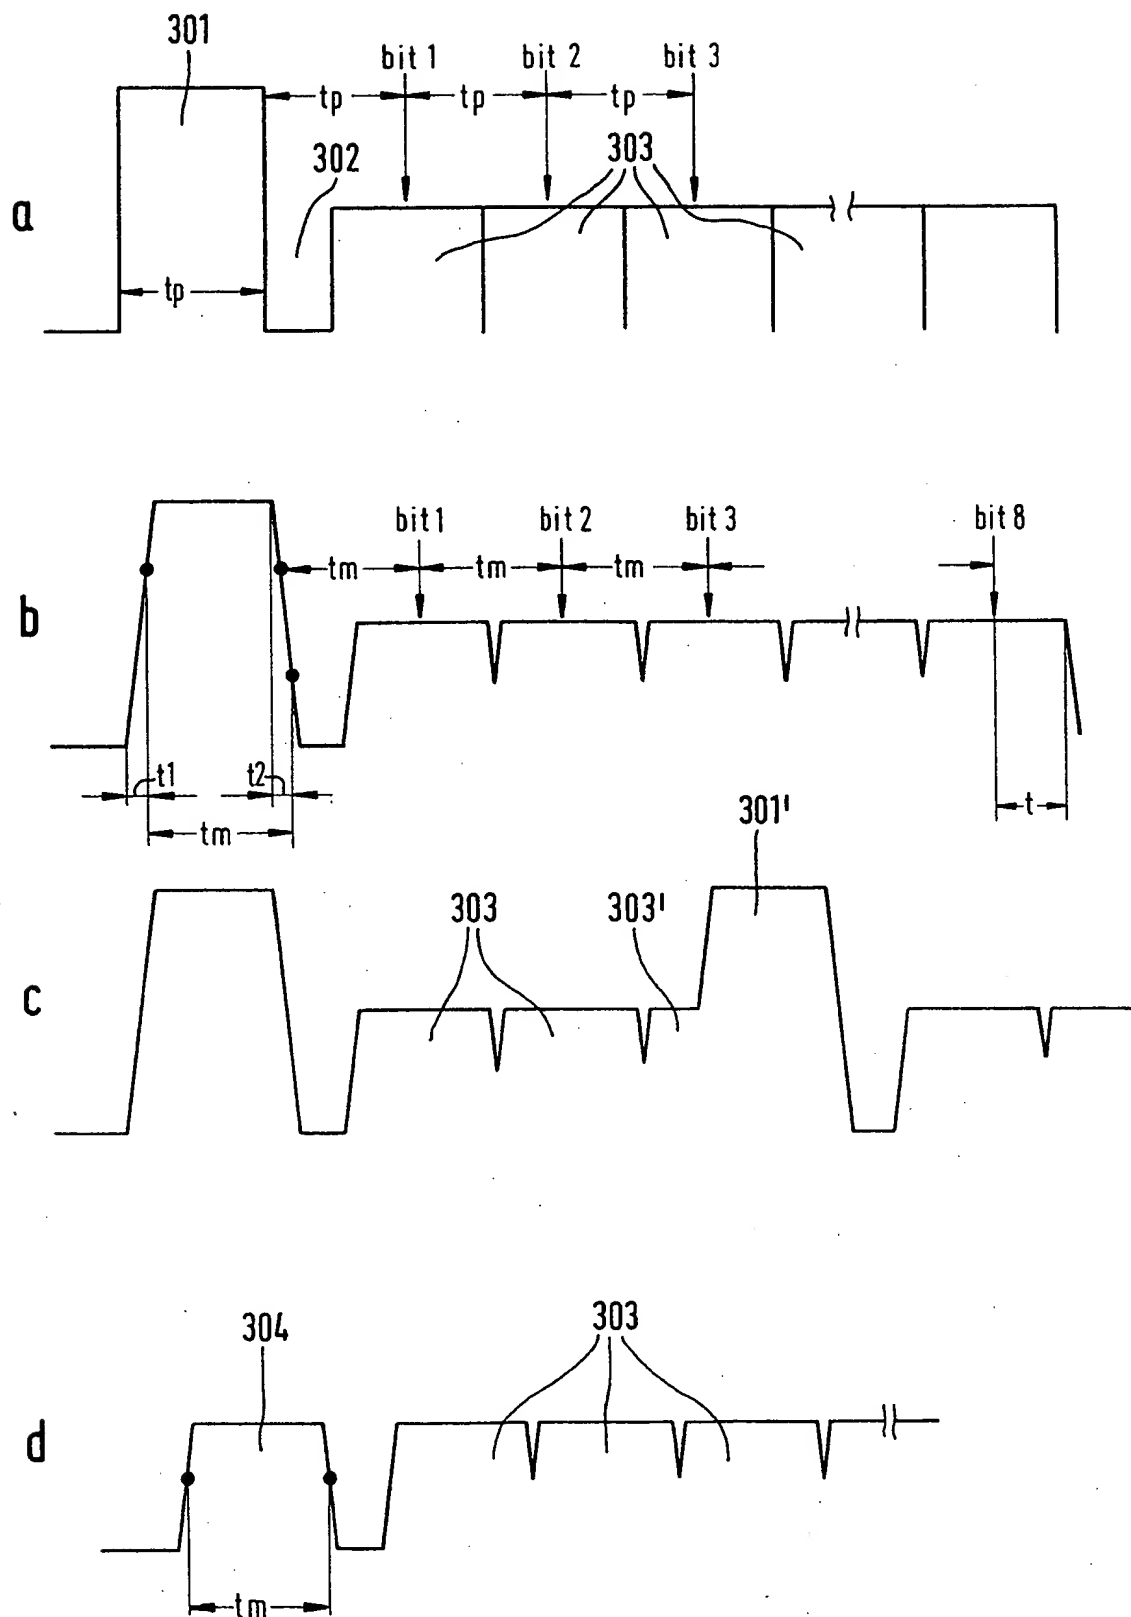 301
bit 1 bit 2 bit 3
tp tp tp
302 303
a
tp
bit 1 bit 2 bit 3 bit 8
tm tm tm
b
t1 t2
tm t
301'
303 303'
c
304 303
d
tm